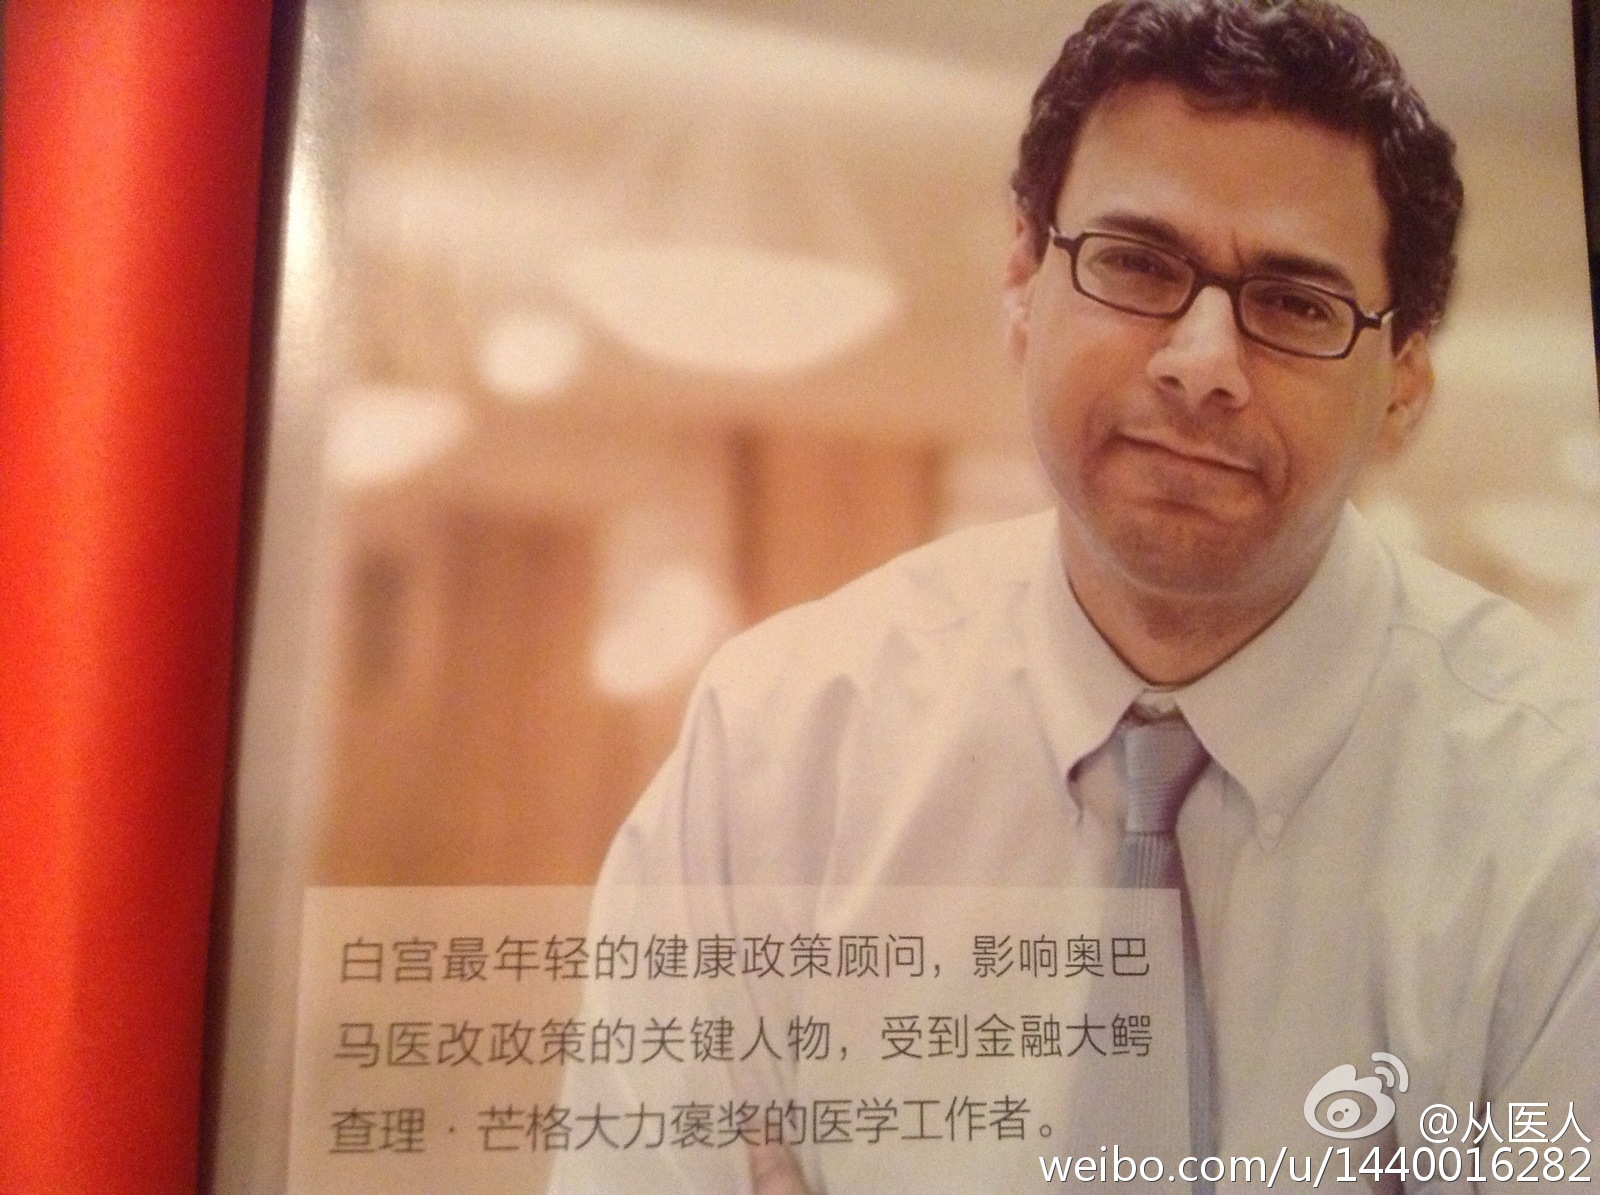 白宫最年轻的健康政策顾问，影响奥巴
马医改政策的关键人物，受到金融大鳄
查理·芒格大力褒奖的医学工作者。
@从医人
weibo.com/u/1440016282